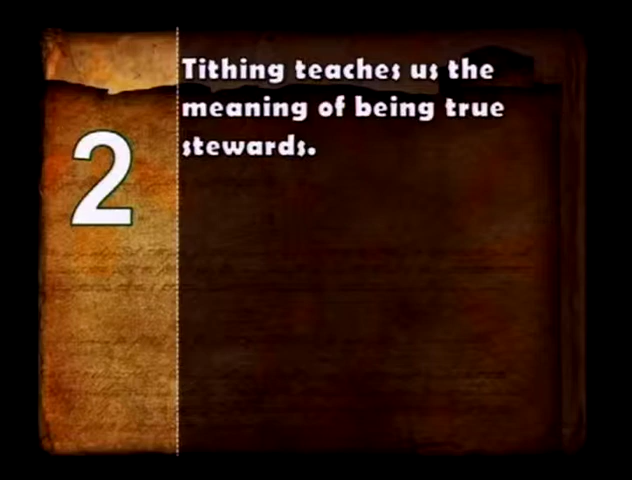 2
Tithing teaches us the
meaning of being true
stewards.